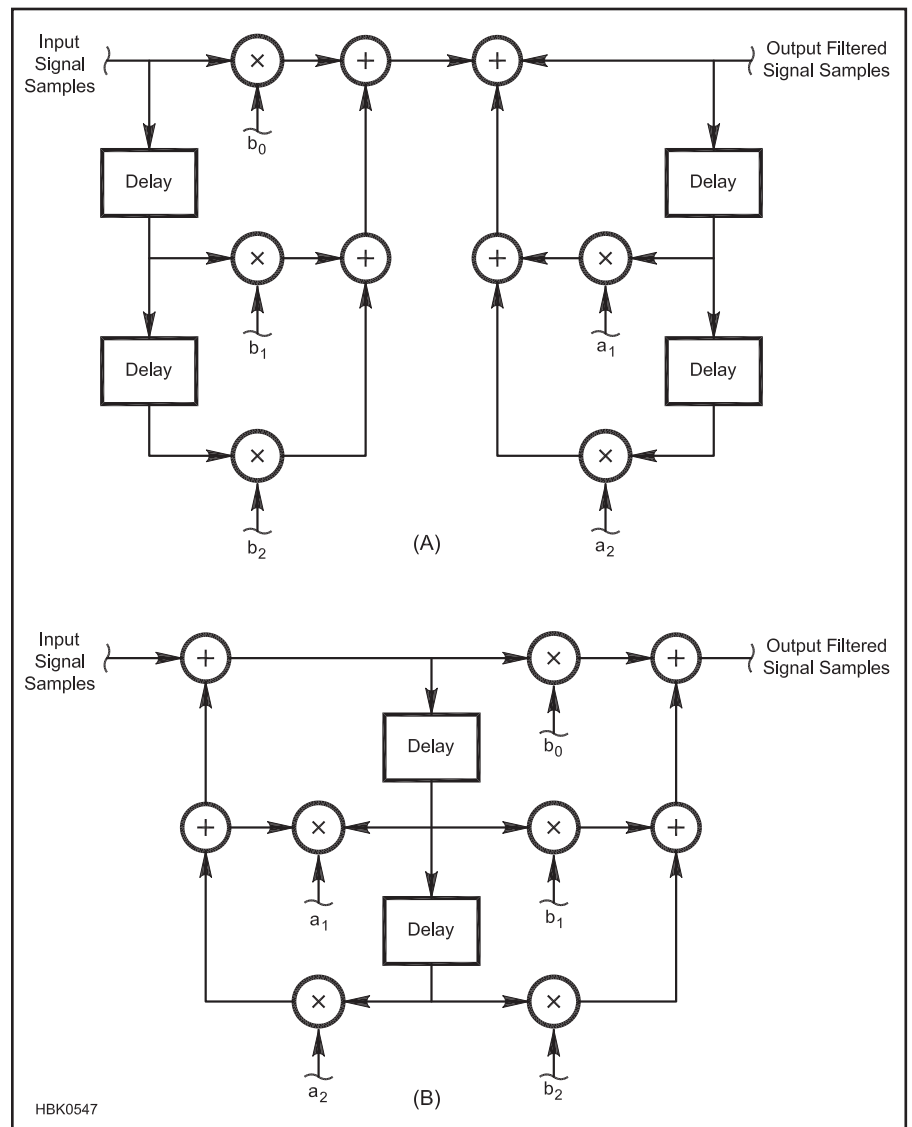 Input
Signal
Samples
Output Filtered
Signal Samples
× + +
b₀
Delay Delay
× + + ×
b₁ a₁
Delay Delay
× ×
b₂ a₂
(A)
Input
Signal
Samples
Output Filtered
Signal Samples
+ × +
b₀
Delay
+ × × +
a₁ b₁
Delay
× ×
a₂ b₂
(B)
HBK0547